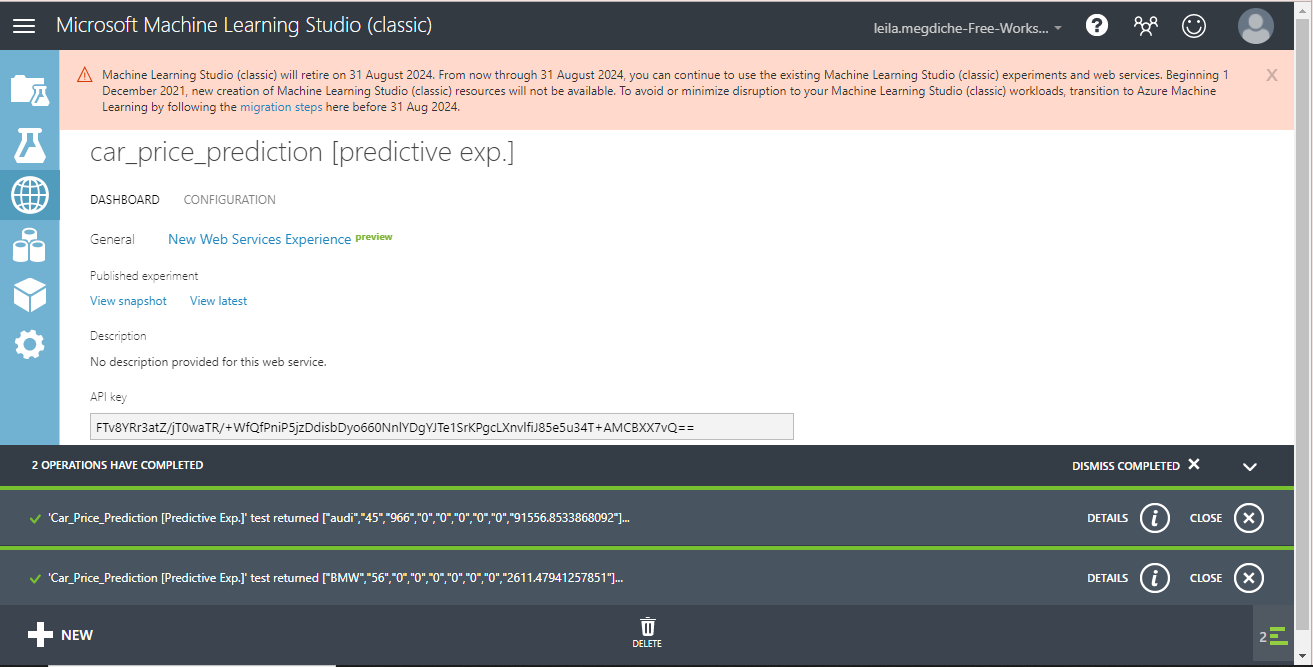 Microsoft Machine Learning Studio (classic)
leila.megdiche-Free-Works...
Machine Learning Studio (classic) will retire on 31 August 2024. From now through 31 August 2024, you can continue to use the existing Machine Learning Studio (classic) experiments and web services. Beginning 1
December 2021, new creation of Machine Learning Studio (classic) resources will not be available. To avoid or minimize disruption to your Machine Learning Studio (classic) workloads, transition to Azure Machine
Learning by following the migration steps here before 31 Aug 2024.
X
car_price_prediction [predictive exp.]
DASHBOARD CONFIGURATION
General New Web Services Experience preview
Published experiment
View snapshot View latest
Description
No description provided for this web service.
API key
FTv8YRr3atZ/jT0waTR/+WfQfPniP5jzDdisbDyo660NnlYDgYJTe1SrKPgcLXnvlfiJ85e5u34T+AMCBXX7vQ==
2 OPERATIONS HAVE COMPLETED
DISMISS COMPLETED
'Car_Price_Prediction [Predictive Exp.]' test returned ["audi","45","966","0","0","0","0","0","91556.8533868092"]...
DETAILS i CLOSE
'Car_Price_Prediction [Predictive Exp.]' test returned ["BMW","56","0","0","0","0","0","0","2611.47941257851"]...
DETAILS i CLOSE
NEW
DELETE
2